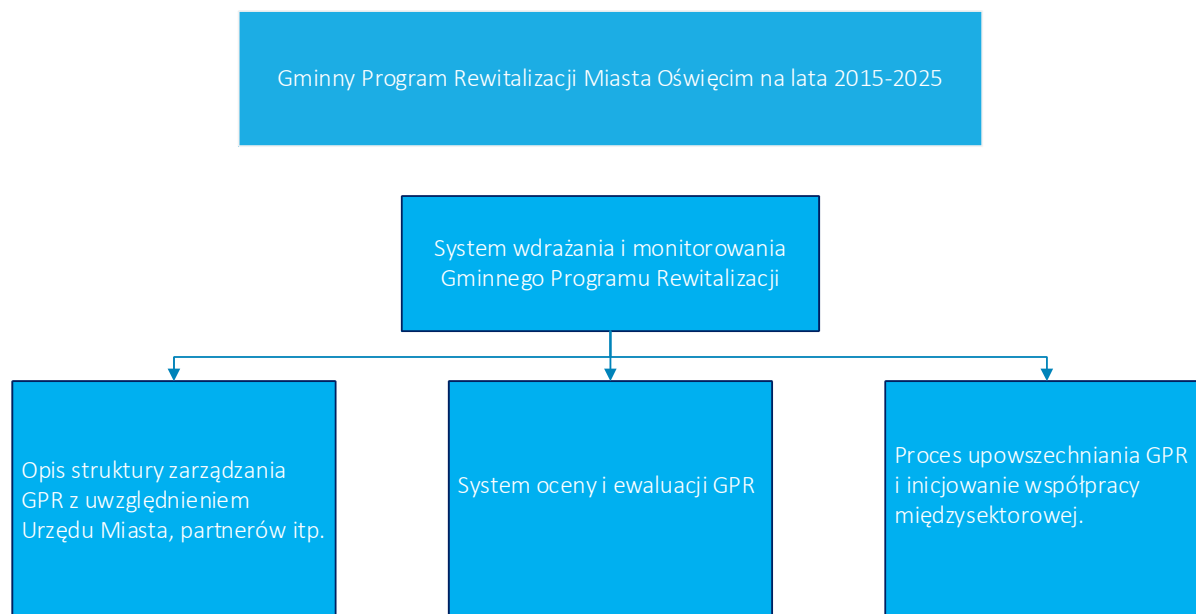 Gminny Program Rewitalizacji Miasta Oświęcim na lata 2015-2025
System wdrażania i monitorowania
Gminnego Programu Rewitalizacji
Opis struktury zarządzania
GPR z uwzględnieniem
Urzędu Miasta, partnerów itp.
System oceny i ewaluacji GPR
Proces upowszechniania GPR
i inicjowanie współpracy
międzysektorowej.